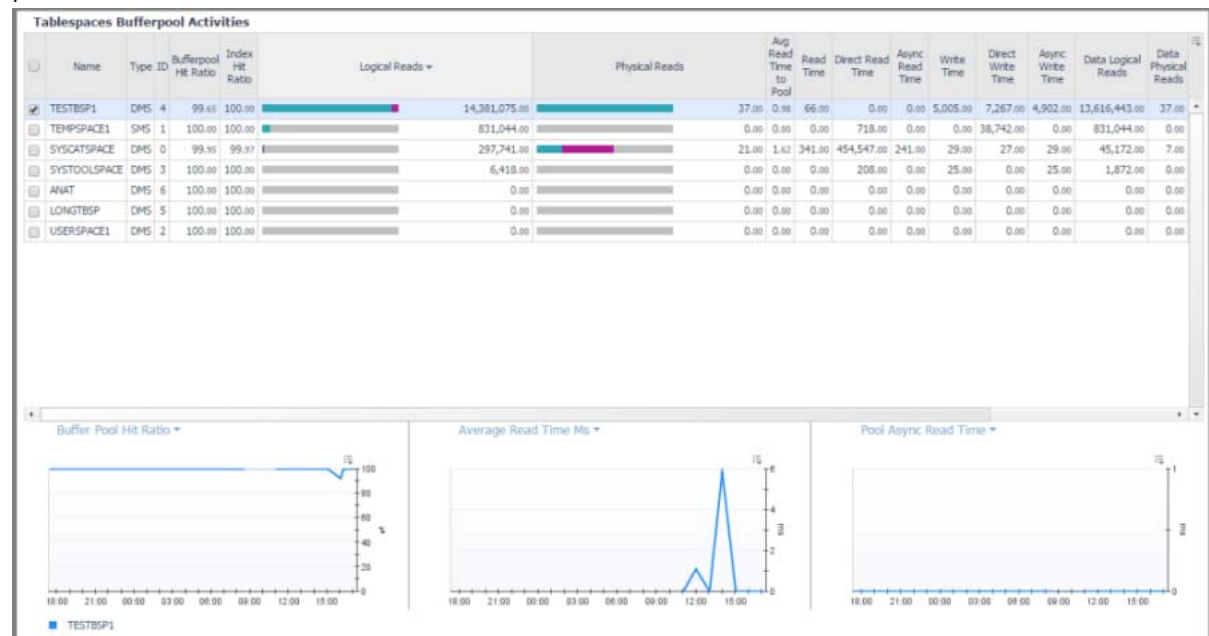 Tablespaces Bufferpool Activities
Name Type ID Bufferpool Hit Ratio Index Hit Ratio Logical Reads Physical Reads Avg Read Time to Pool Read Time Direct Read Time Async Read Time Write Time Direct Write Time Async Write Time Data Logical Reads Data Physical Reads
TESTBSP1 DMS 4 99.65 100.00 14,381,075.00 37.00 0.98 66.00 0.00 0.00 5,005.00 7,267.00 4,902.00 13,616,443.00 37.00
TEMPSPACE1 SMS 1 100.00 100.00 831,044.00 0.00 0.00 0.00 718.00 0.00 0.00 38,742.00 0.00 831,044.00 0.00
SYSCATSPACE DMS 0 99.95 99.97 297,741.00 21.00 1.62 341.00 454,547.00 241.00 29.00 27.00 29.00 45,172.00 7.00
SYSTOOLSPACE DMS 3 100.00 100.00 6,418.00 0.00 0.00 0.00 208.00 0.00 25.00 0.00 25.00 1,872.00 0.00
ANAT DMS 6 100.00 100.00 0.00 0.00 0.00 0.00 0.00 0.00 0.00 0.00 0.00 0.00 0.00
LONGTBSP DMS 5 100.00 100.00 0.00 0.00 0.00 0.00 0.00 0.00 0.00 0.00 0.00 0.00 0.00
USERSPACE1 DMS 2 100.00 100.00 0.00 0.00 0.00 0.00 0.00 0.00 0.00 0.00 0.00 0.00 0.00
Buffer Pool Hit Ratio
100
80
60
40
20
0
%
18:00 21:00 00:00 03:00 06:00 09:00 12:00 15:00
TESTBSP1
Average Read Time Ms
6
4
2
0
ms
18:00 21:00 00:00 03:00 06:00 09:00 12:00 15:00
Pool Async Read Time
1
0
ms
18:00 21:00 00:00 03:00 06:00 09:00 12:00 15:00